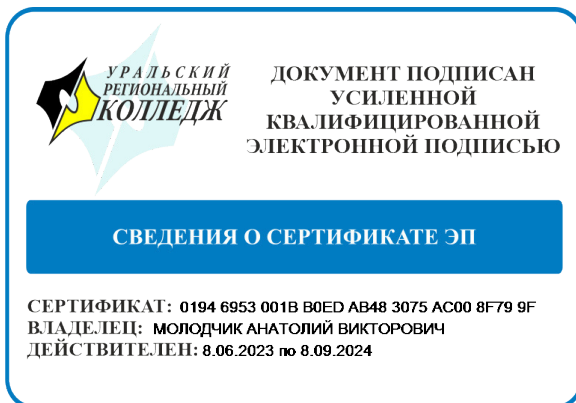 УРАЛЬСКИЙ
РЕГИОНАЛЬНЫЙ
КОЛЛЕДЖ
ДОКУМЕНТ ПОДПИСАН
УСИЛЕННОЙ
КВАЛИФИЦИРОВАННОЙ
ЭЛЕКТРОННОЙ ПОДПИСЬЮ
СВЕДЕНИЯ О СЕРТИФИКАТЕ ЭП
СЕРТИФИКАТ: 0194 6953 001B B0ED AB48 3075 AC00 8F79 9F
ВЛАДЕЛЕЦ: МОЛОДЧИК АНАТОЛИЙ ВИКТОРОВИЧ
ДЕЙСТВИТЕЛЕН: 8.06.2023 по 8.09.2024